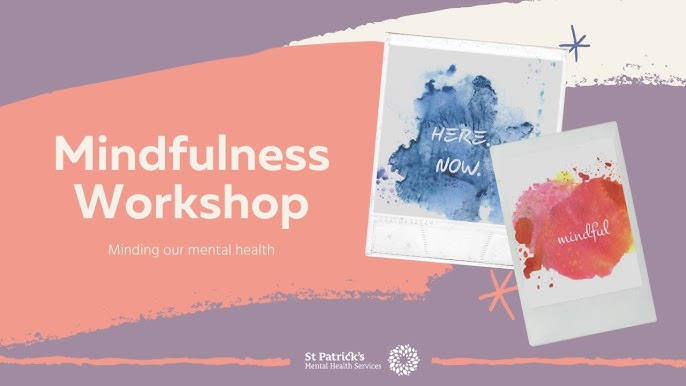 Mindfulness
Workshop
Minding our mental health
HERE.
NOW.
mindful
St Patrick's
Mental Health Services